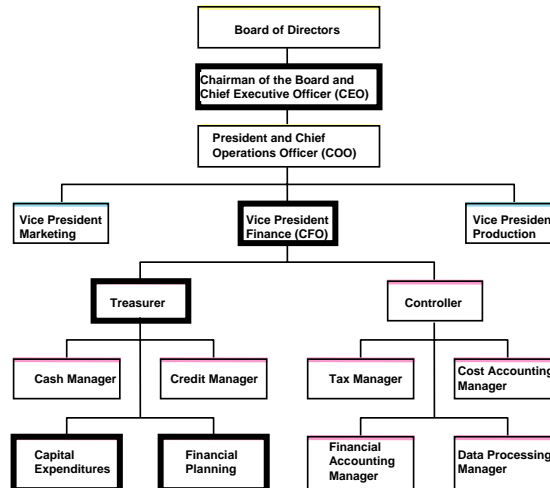 Board of Directors
Chairman of the Board and
Chief Executive Officer (CEO)
President and Chief
Operations Officer (COO)
Vice President
Marketing
Vice President
Finance (CFO)
Vice President
Production
Treasurer
Controller
Cash Manager
Credit Manager
Tax Manager
Cost Accounting
Manager
Capital
Expenditures
Financial
Planning
Financial
Accounting
Manager
Data Processing
Manager